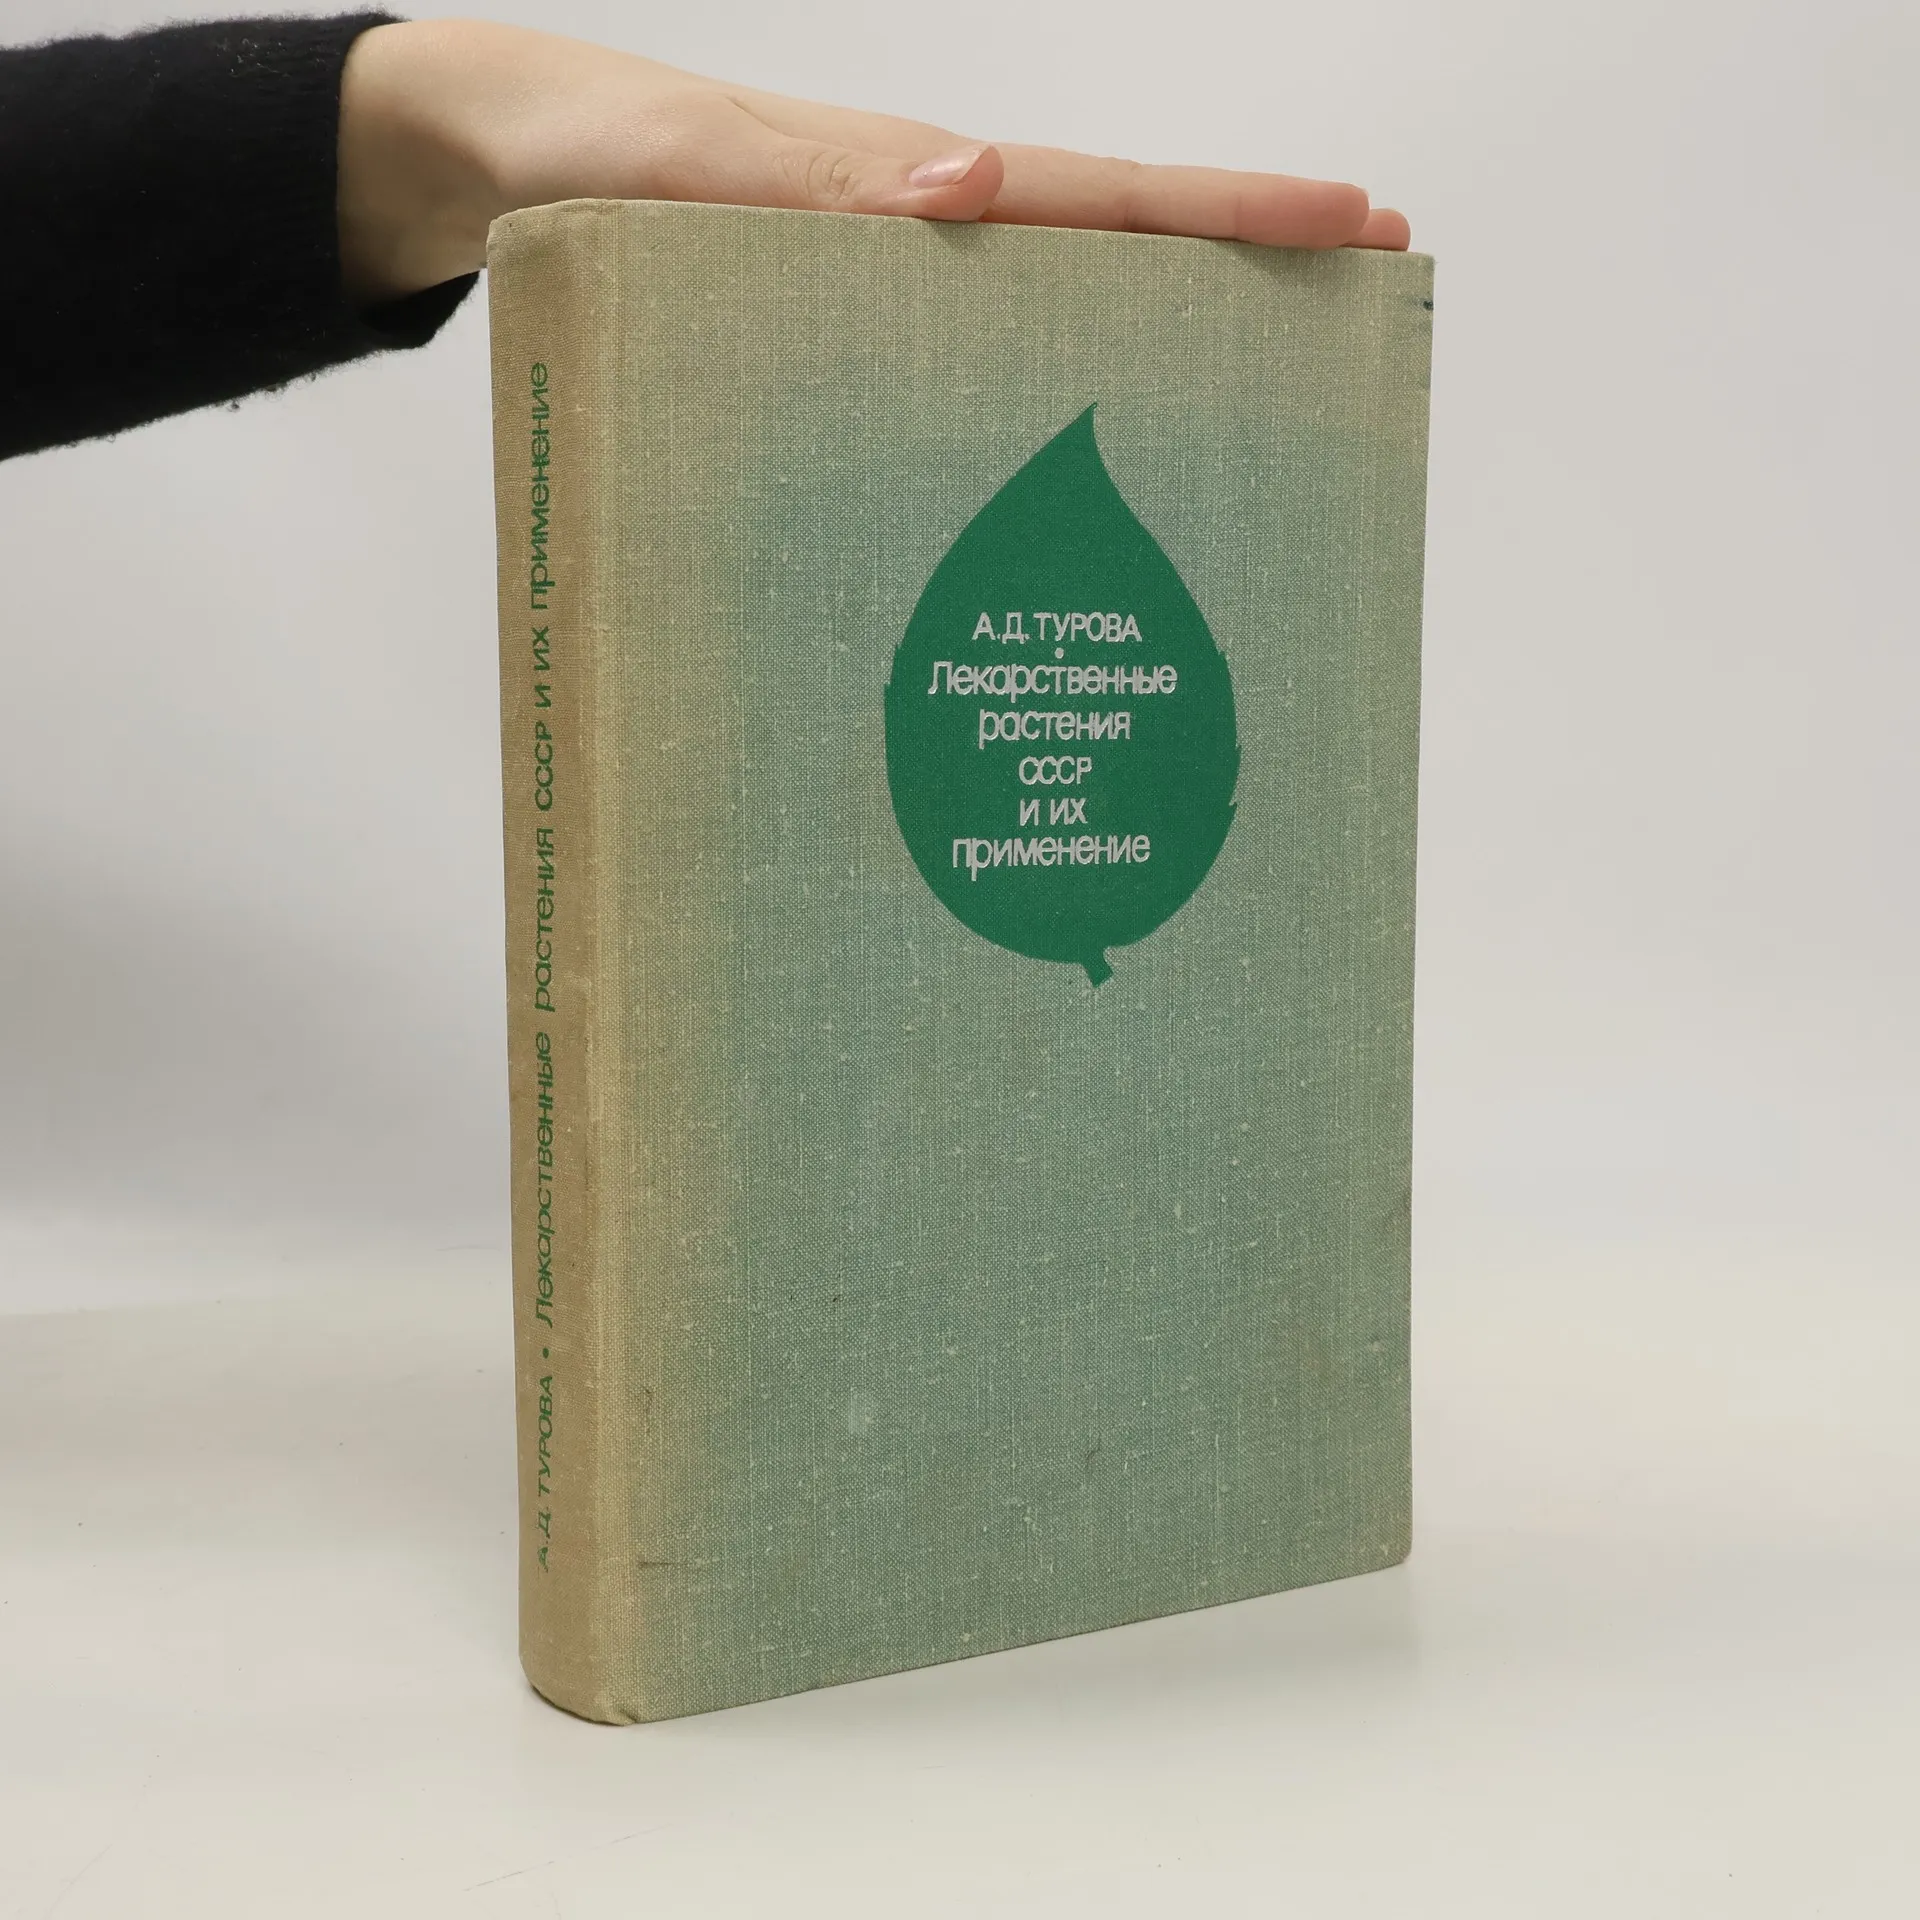 А.Д. ТУРОВА • Лекарственные растения СССР и их применение
А.Д. ТУРОВА
•
Лекарственные
растения
СССР
и их
применение